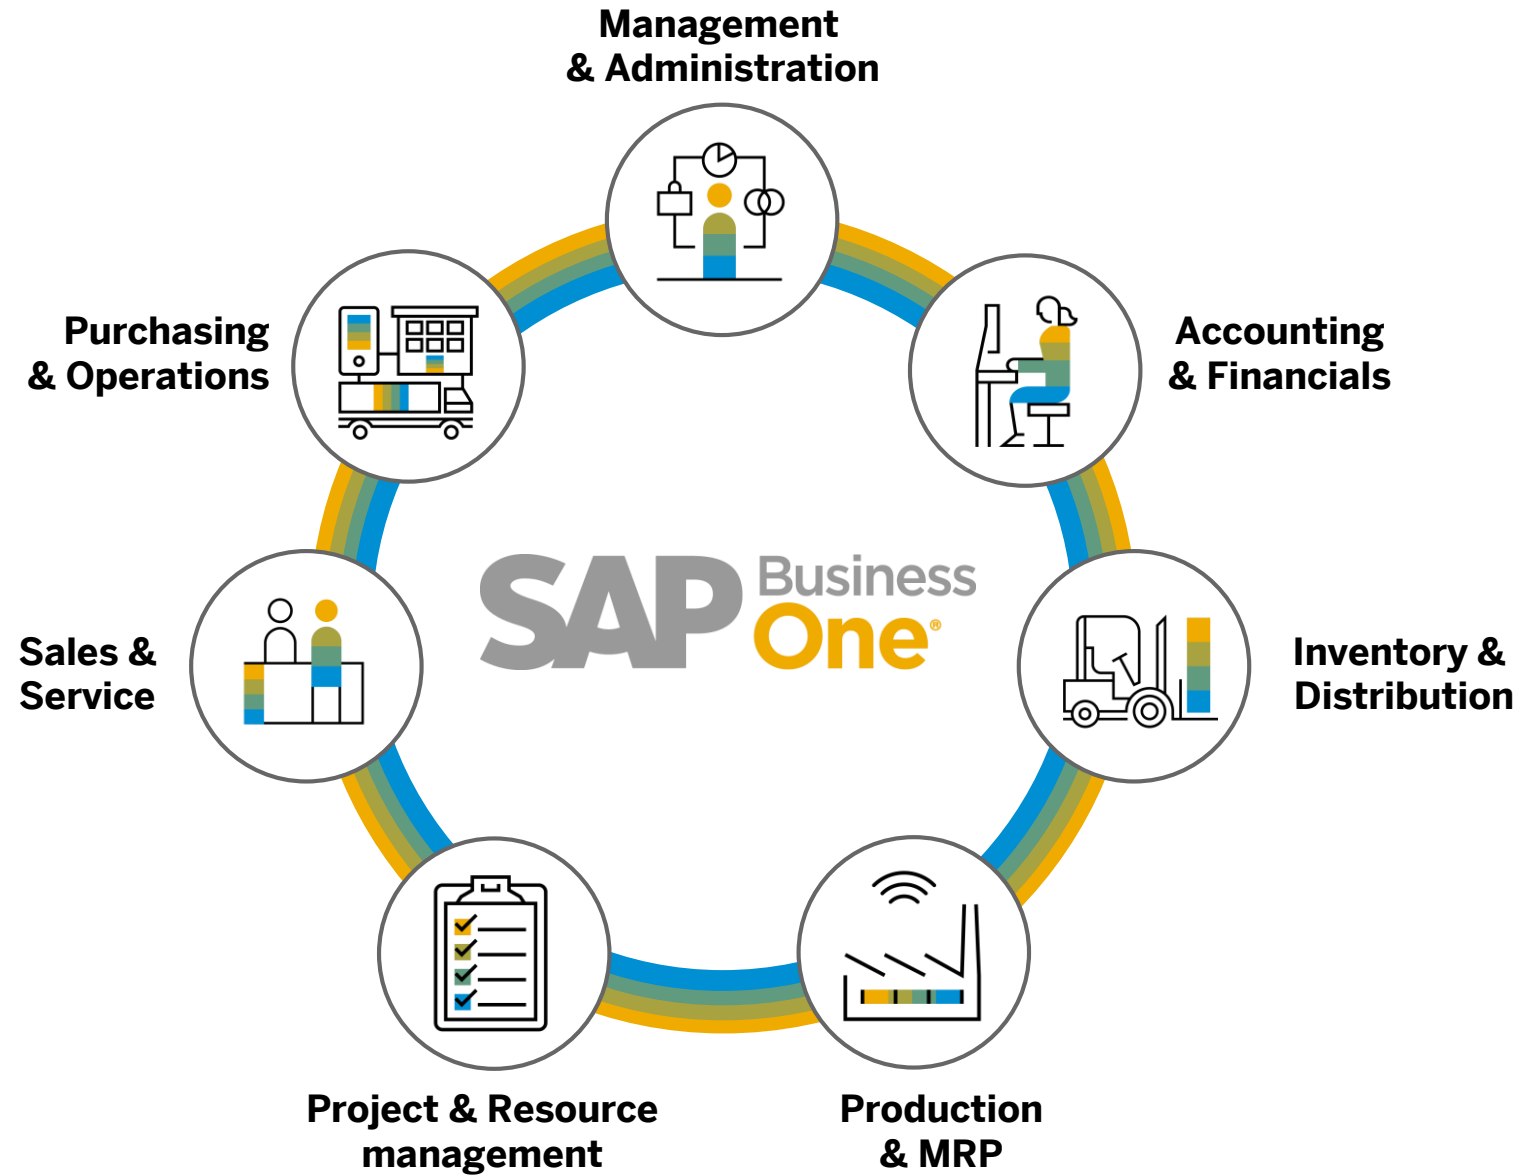 Management
& Administration
Purchasing
& Operations
Accounting
& Financials
SAP Business
One®
Sales &
Service
Inventory &
Distribution
Project & Resource
management
Production
& MRP